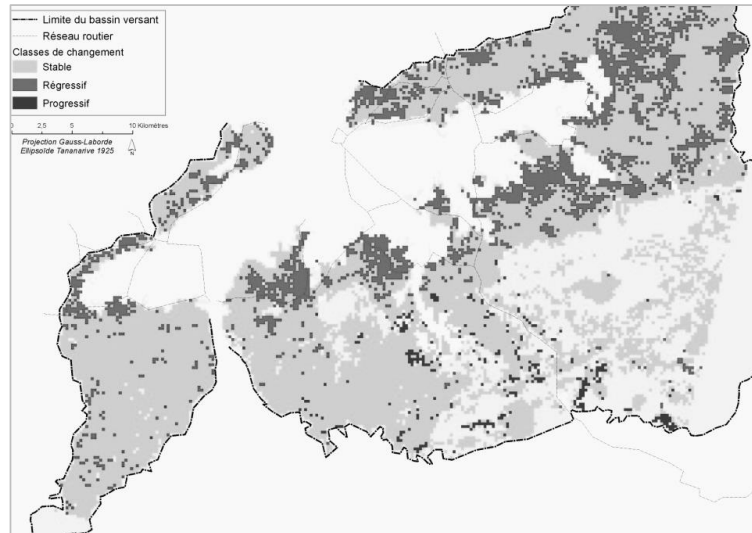 Limite du bassin versant
Réseau routier
Classes de changement
Stable
Régressif
Progressif
0 2,5 5 10 Kilomètres
Projection Gauss-Laborde
Ellipsoïde Tananarive 1925
N